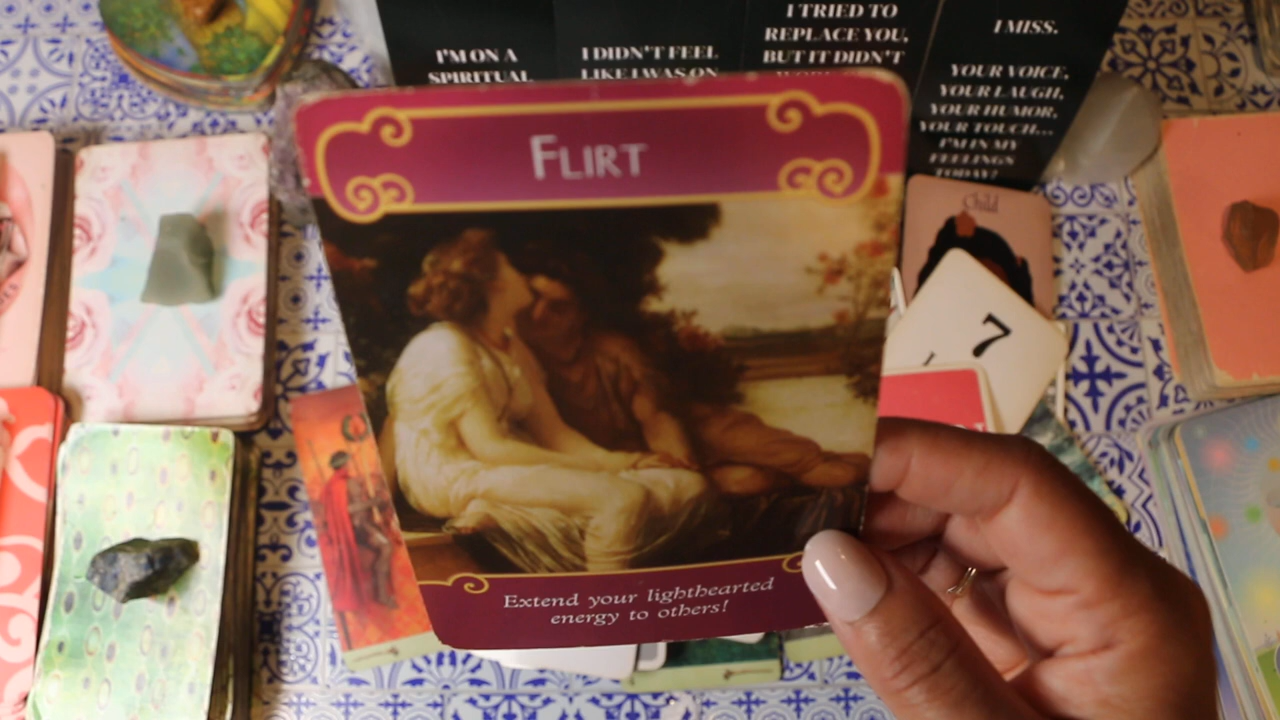 I'M ON A
SPIRITUAL
I DIDN'T FEEL
LIKE I WAS ON
I TRIED TO
REPLACE YOU,
BUT IT DIDN'T
I MISS.
YOUR VOICE,
YOUR LAUGH,
YOUR HUMOR,
YOUR TOUCH...
I'M IN MY
FEELINGS
TODAY?
FLIRT
Child
7
Extend your lighthearted
energy to others!